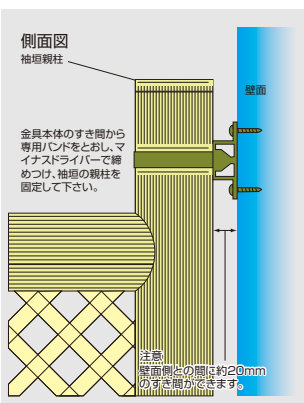 側面図
袖垣親柱
壁面
金具本体のすき間から
専用バンドをとおし、マ
イナスドライバーで締
めつけ、袖垣の親柱を
固定して下さい。
注意
壁面側との間に約20mm
のすき間ができます。